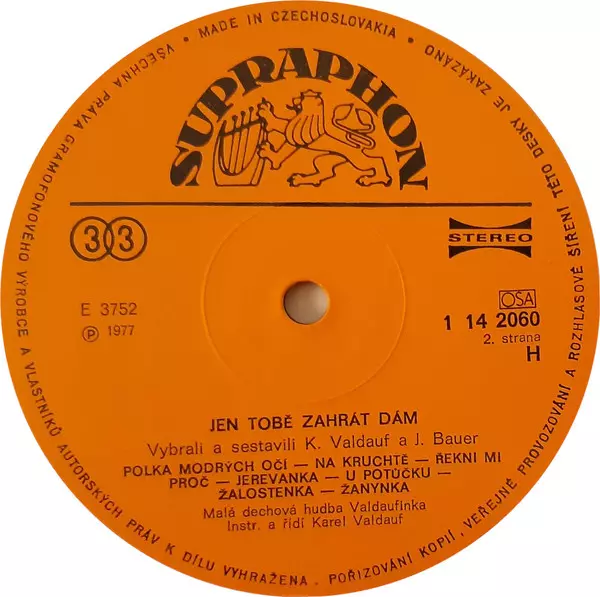 MADE IN CZECHOSLOVAKIA • VŠECHNA PRÁVA GRAMOFONOVÉHO VÝROBCE A VLASTNÍKŮ AUTORSKÝCH PRÁV K DÍLU VYHRAŽENA. POŘIZOVÁNÍ KOPIÍ, VEŘEJNÉ PROVOZOVÁNÍ A ROZHLASOVÉ ŠÍŘENÍ TÉTO DESKY JE ZAKÁZÁNO •
SUPRAPHON
33
STEREO
E 3752
℗ 1977
OSA
1 14 2060
2. strana
H
JEN TOBĚ ZAHRÁT DÁM
Vybrali a sestavili K. Valdauf a J. Bauer
POLKA MODRÝCH OČÍ — NA KRUCHTĚ — ŘEKNI MI
PROČ — JEREVANKA — U POTŮČKU —
ŽALOSTENKA — ŽANYNKA
Malá dechová hudba Valdaufinka
Instr. a řídí Karel Valdauf